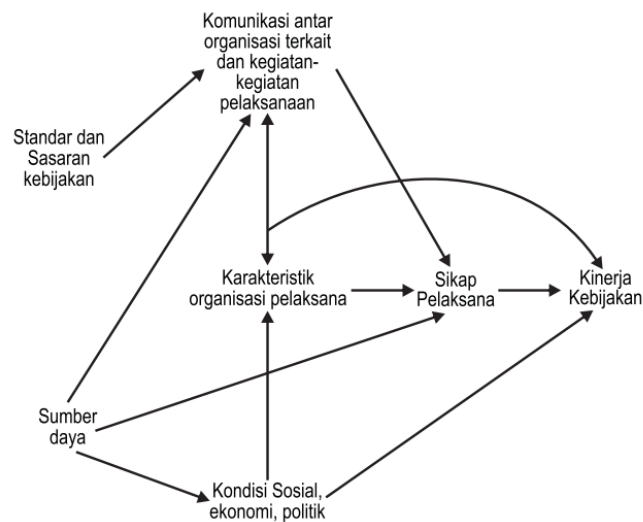 Komunikasi antar
organisasi terkait
dan kegiatan-
kegiatan
pelaksanaan
Standar dan
Sasaran
kebijakan
Karakteristik
organisasi pelaksana
Sikap
Pelaksana
Kinerja
Kebijakan
Sumber
daya
Kondisi Sosial,
ekonomi, politik